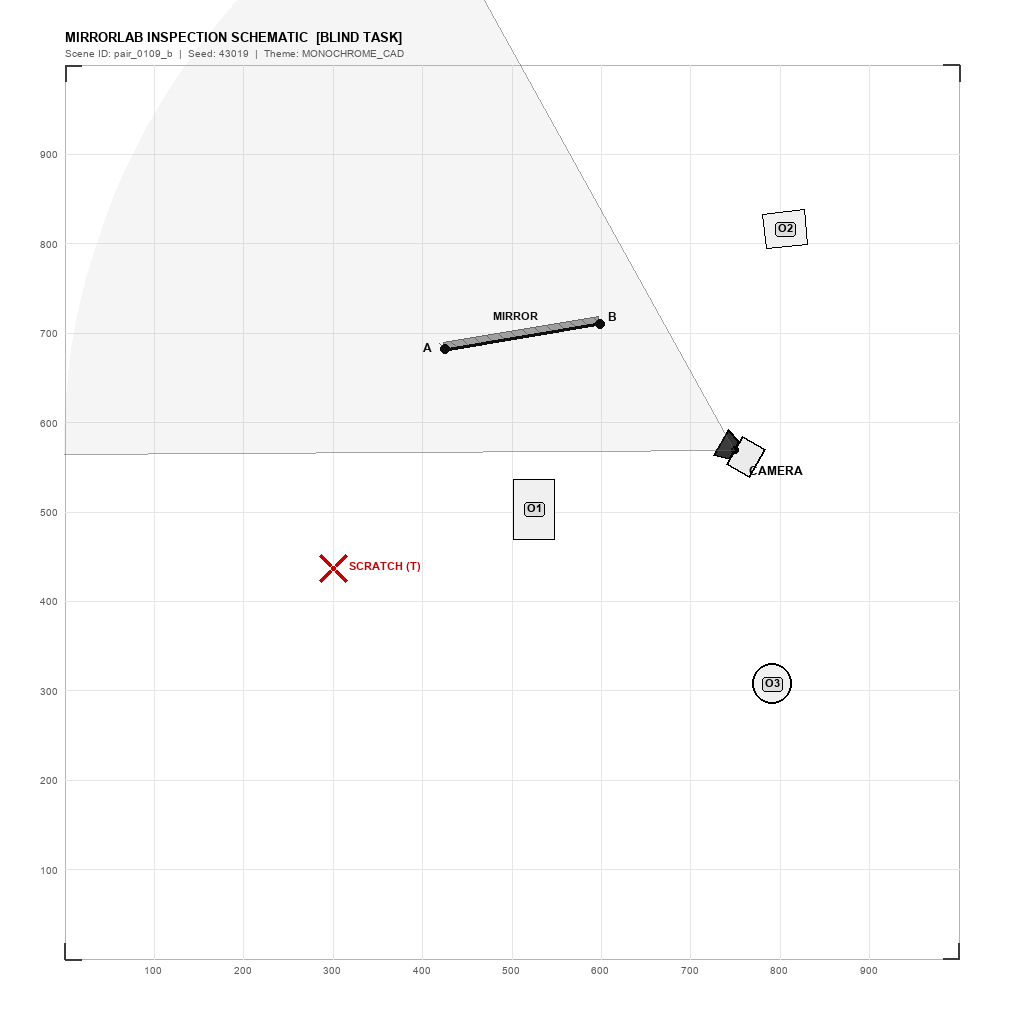 MIRRORLAB INSPECTION SCHEMATIC [BLIND TASK]
Scene ID: pair_0109_b | Seed: 43019 | Theme: MONOCHROME_CAD
900
800
O2
MIRROR
B
700
A
600
CAMERA
500
O1
SCRATCH (T)
400
300
O3
200
100
100 200 300 400 500 600 700 800 900